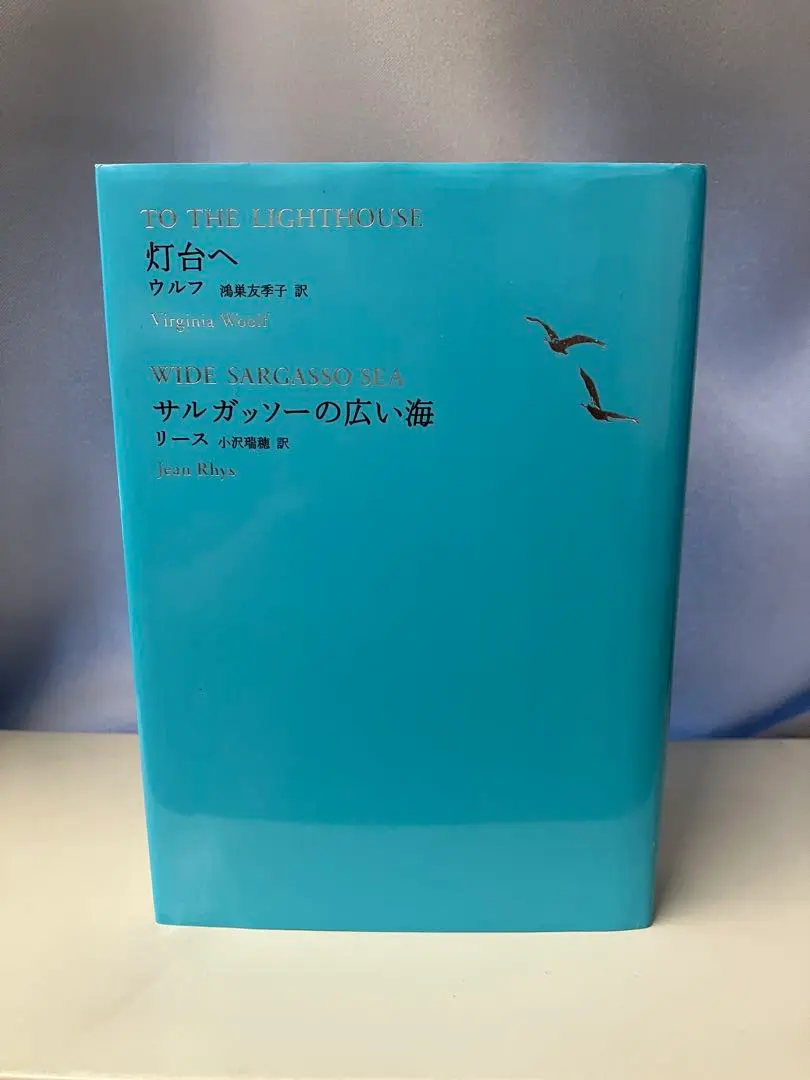 TO THE LIGHTHOUSE
灯台へ
ウルフ 鴻巣友季子 訳
Virginia Woolf
WIDE SARGASSO SEA
サルガッソーの広い海
リース 小沢瑞穂 訳
Jean Rhys